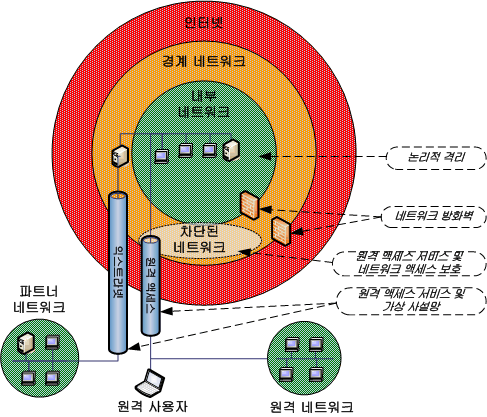 인터넷
경계 네트워크
내부
네트워크
논리적 격리
네트워크 방화벽
차단된
네트워크
원격 액세스 서비스 및
네트워크 액세스 보호
익스트라넷
원격 액세스
파트너
네트워크
원격 액세스 서비스 및
가상 사설망
원격 사용자
원격 네트워크